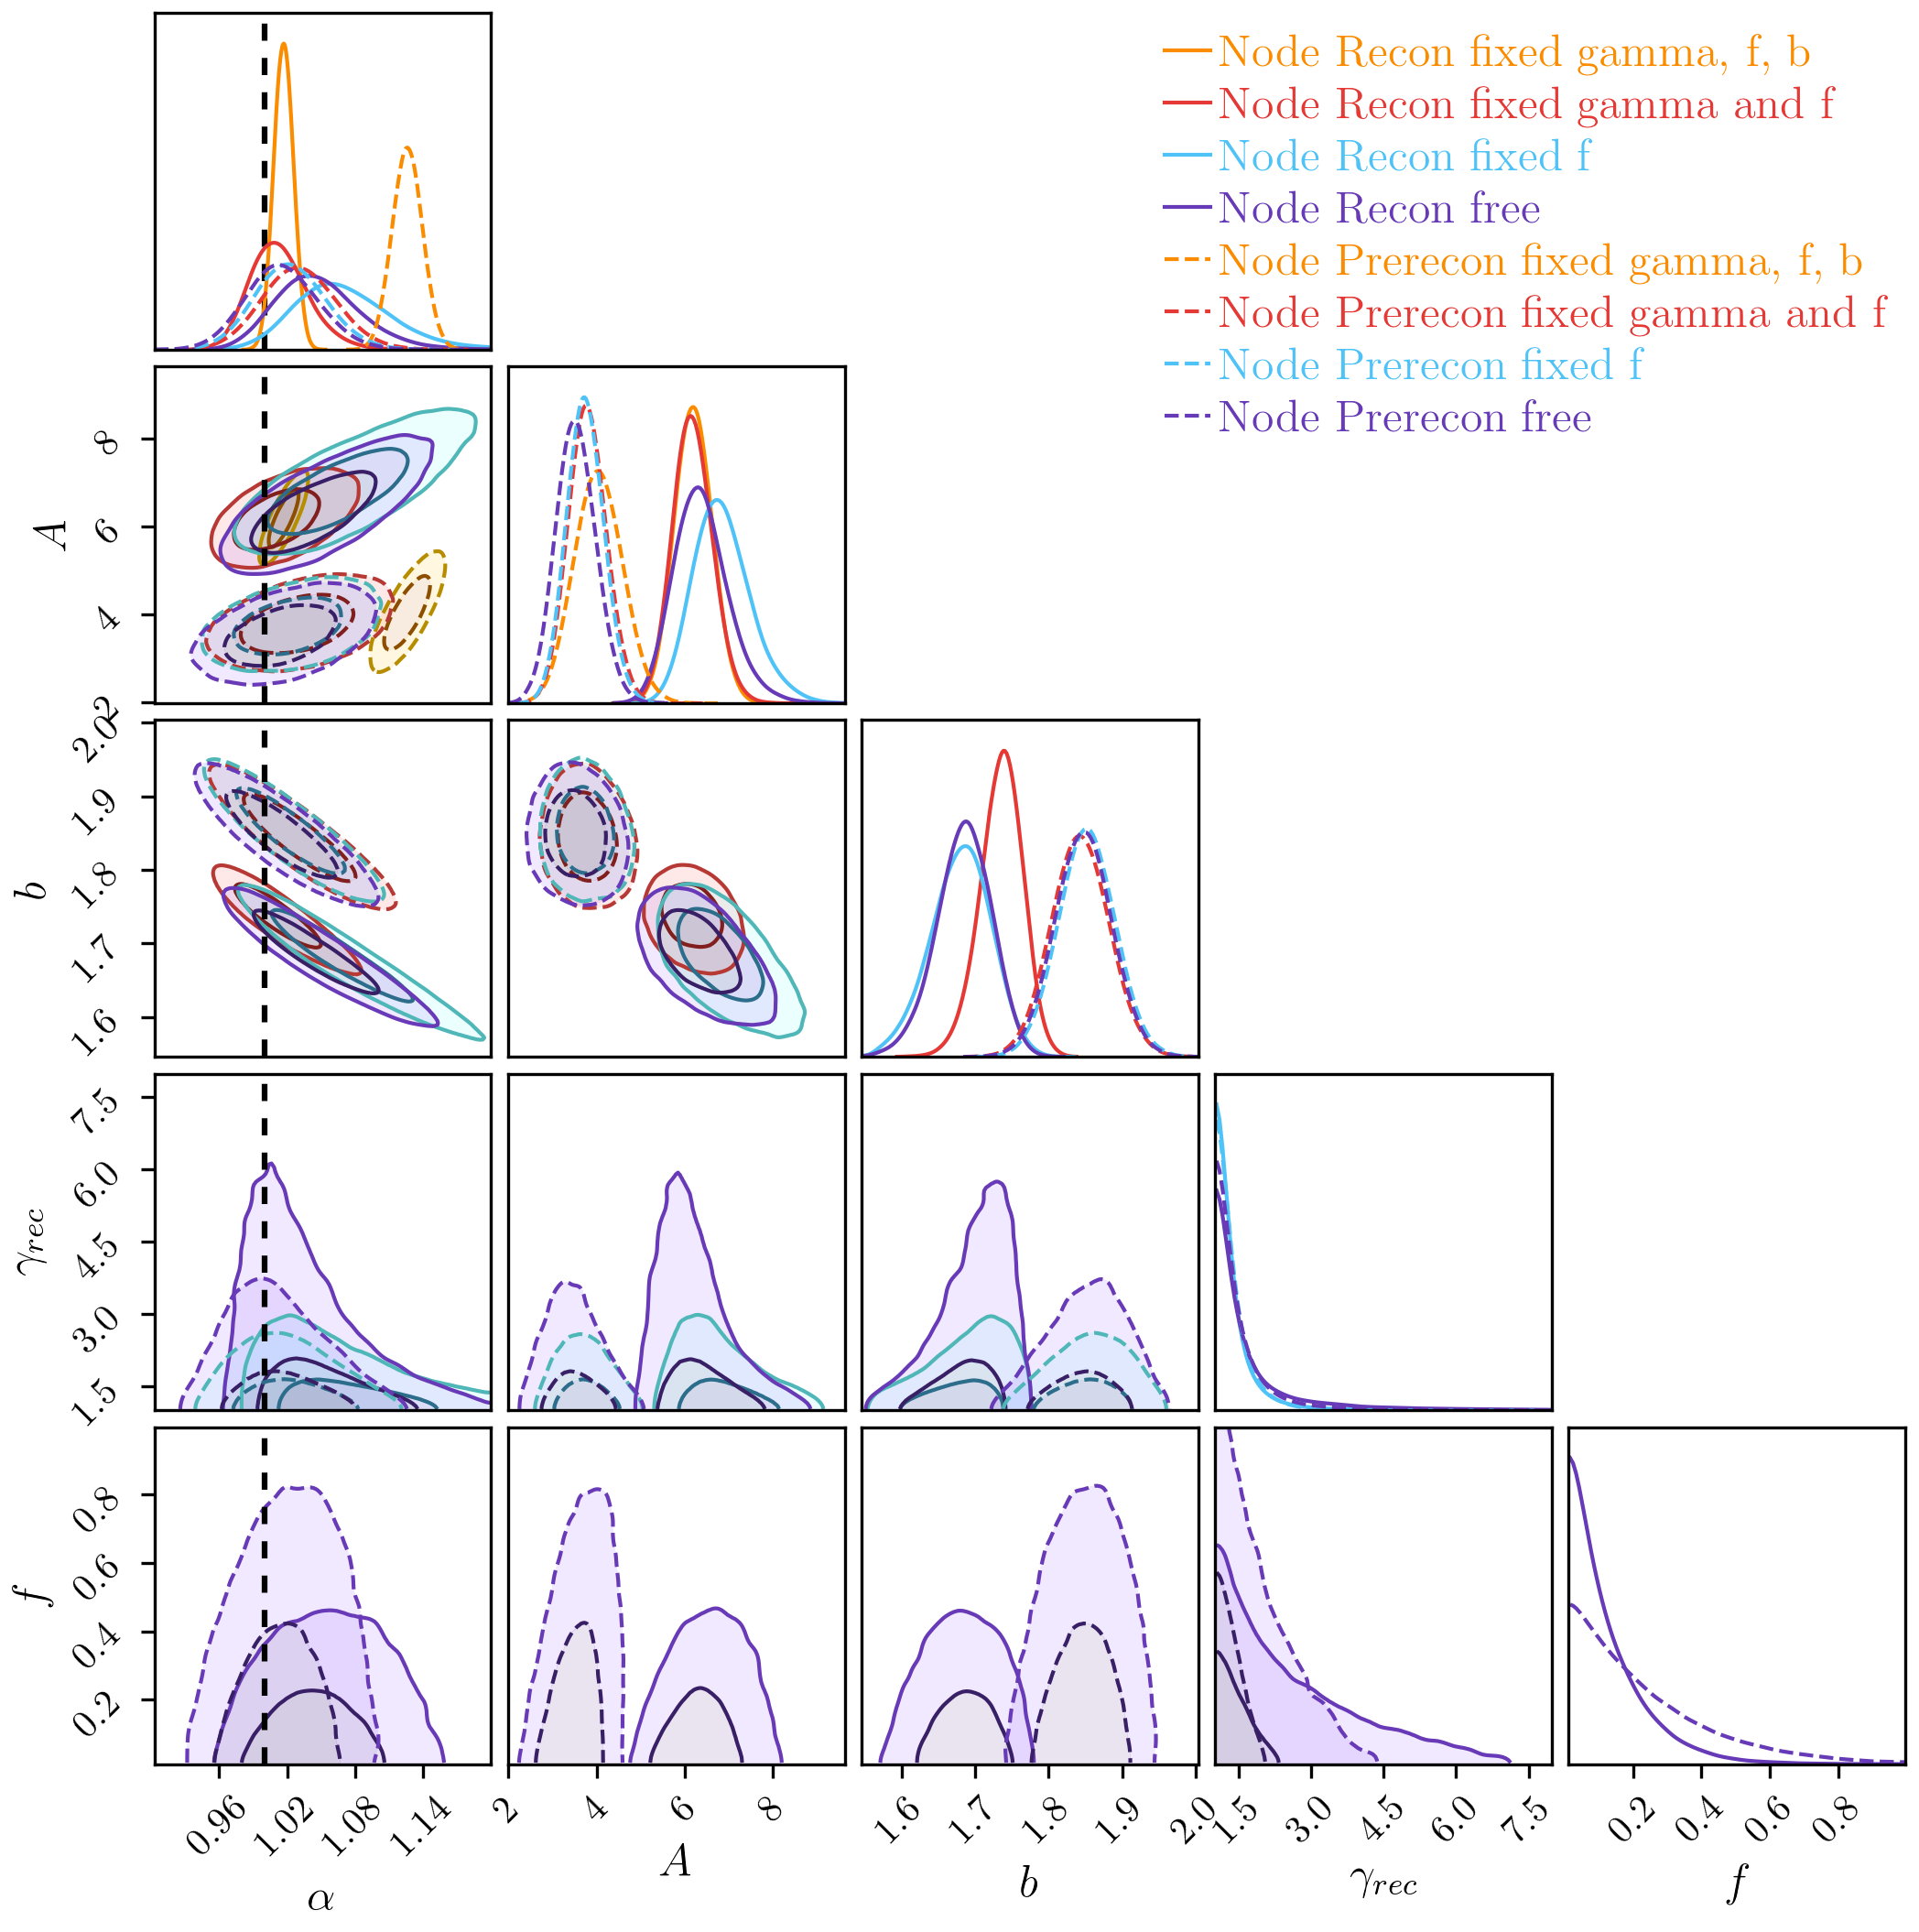 Node Recon fixed gamma, f, b
Node Recon fixed gamma and f
Node Recon fixed f
Node Recon free
Node Prerecon fixed gamma, f, b
Node Prerecon fixed gamma and f
Node Prerecon fixed f
Node Prerecon free
A
8
6
4
2
b
2.0
1.9
1.8
1.7
1.6
γrec
7.5
6.0
4.5
3.0
1.5
f
0.8
0.6
0.4
0.2
0.96 1.02 1.08 1.14
2 4 6 8
1.6 1.7 1.8 1.9 2.0
1.5 3.0 4.5 6.0 7.5
0.2 0.4 0.6 0.8
α A b γrec f